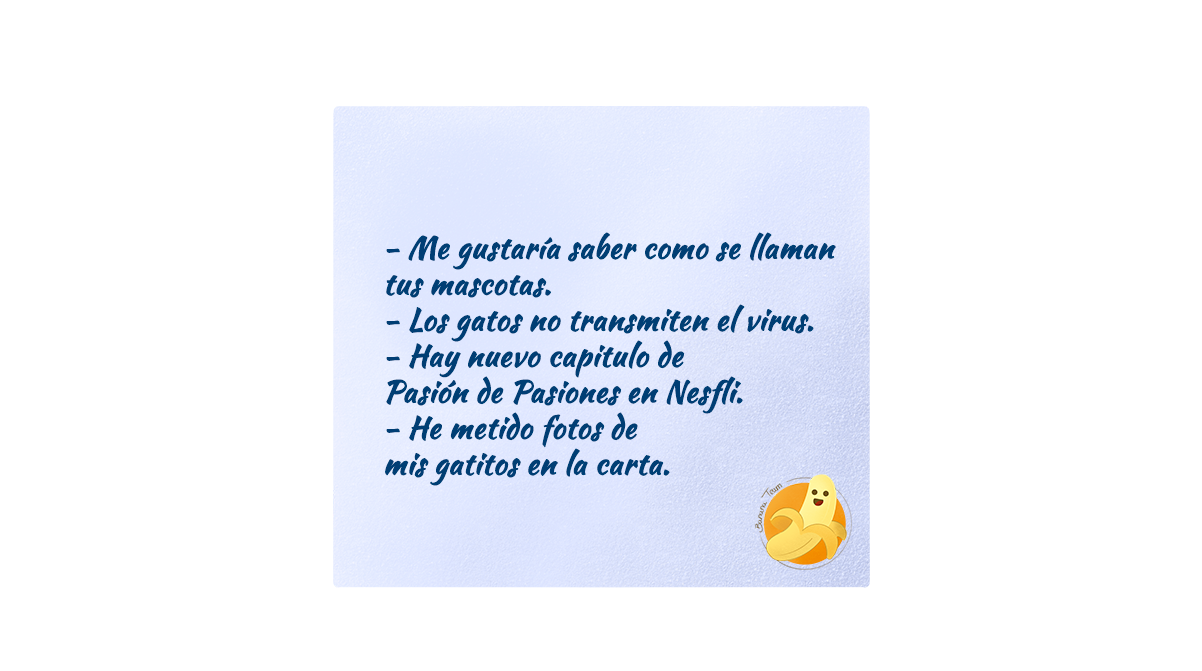 - Me gustaría saber como se llaman
tus mascotas.
- Los gatos no transmiten el virus.
- Hay nuevo capitulo de
Pasión de Pasiones en Nesfli.
- He metido fotos de
mis gatitos en la carta.
Banana Team